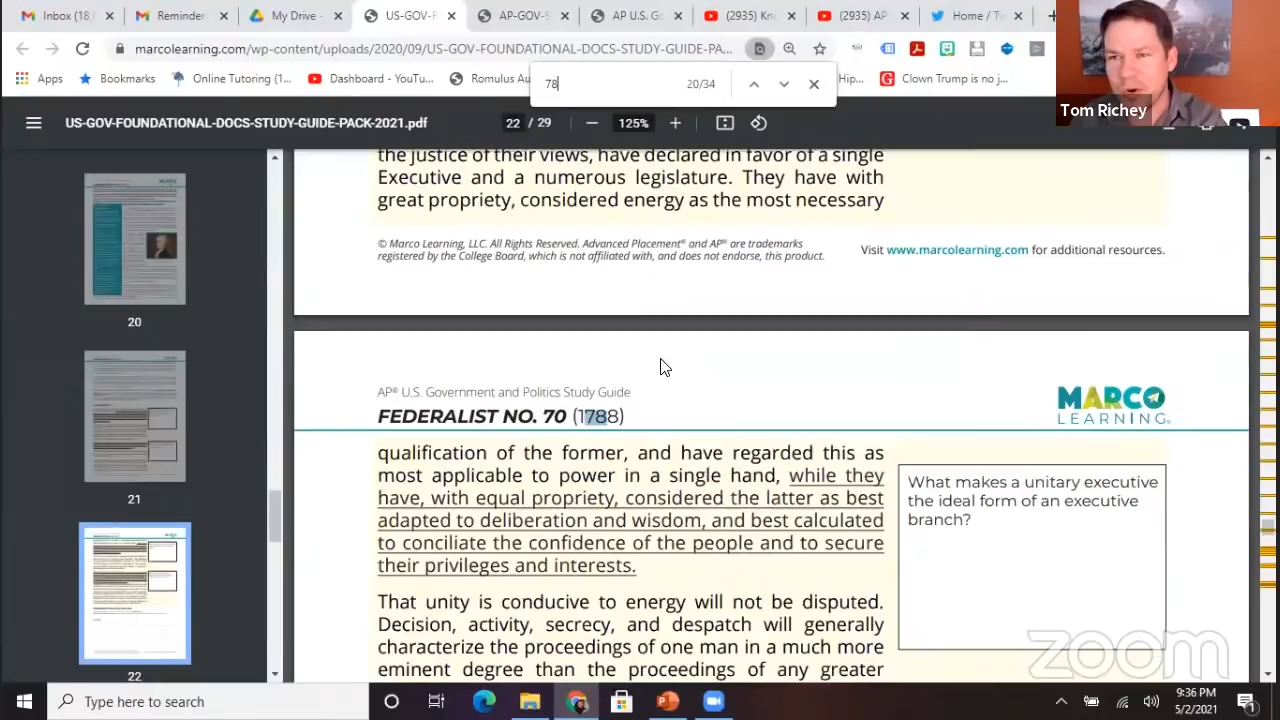 Inbox (18,
Reminder
My Drive -
US-GOV-F
AP-GOV-S
AP U.S. Go
(2935) Kn
(2935) AP
Home / Tw
marcolearning.com/wp-content/uploads/2020/09/US-GOV-FOUNDATIONAL-DOCS-STUDY-GUIDE-PA...
Apps
Bookmarks
Online Tutoring (1...
Dashboard - YouTu...
Romulus Au
Hip...
Clown Trump is no j...
78
20/34
Tom Richey
US-GOV-FOUNDATIONAL-DOCS-STUDY-GUIDE-PACK-2021.pdf
22 / 29
125%
20
21
22
the justice of their views, have declared in favor of a single
Executive and a numerous legislature. They have with
great propriety, considered energy as the most necessary
© Marco Learning, LLC. All Rights Reserved. Advanced Placement® and AP® are trademarks
registered by the College Board, which is not affiliated with, and does not endorse, this product.
Visit www.marcolearning.com for additional resources.
AP® U.S. Government and Politics Study Guide
FEDERALIST NO. 70 (1788)
MARCO
LEARNING®
qualification of the former, and have regarded this as
most applicable to power in a single hand, while they
have, with equal propriety, considered the latter as best
adapted to deliberation and wisdom, and best calculated
to conciliate the confidence of the people and to secure
their privileges and interests.
That unity is conducive to energy will not be disputed.
Decision, activity, secrecy, and despatch will generally
characterize the proceedings of one man in a much more
eminent degree than the proceedings of any greater
What makes a unitary executive
the ideal form of an executive
branch?
zoom
Type here to search
9:36 PM
5/2/2021